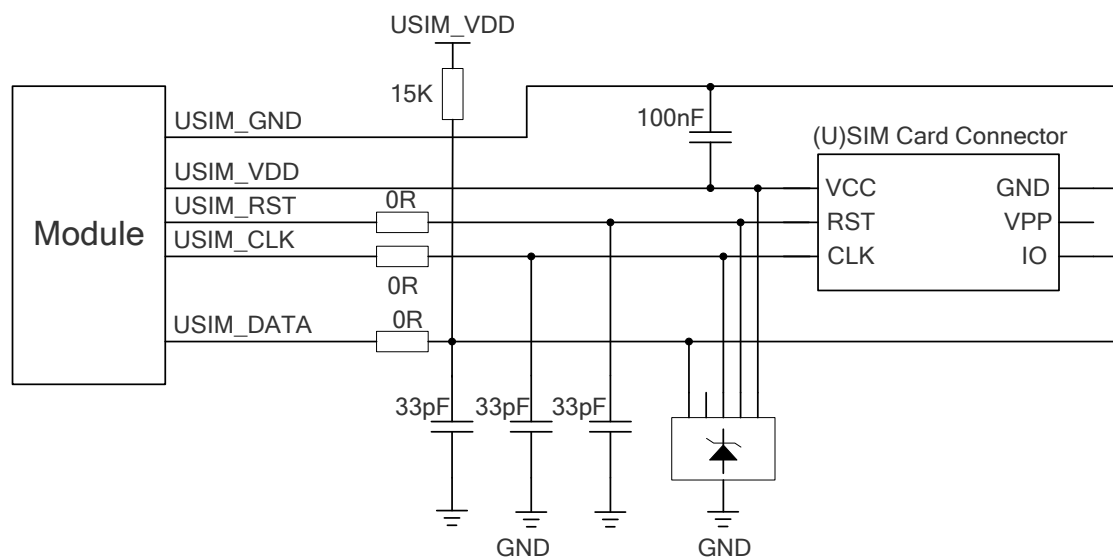 USIM_VDD
15K
100nF
USIM_GND
(U)SIM Card Connector
USIM_VDD
VCC
GND
USIM_RST
0R
RST
VPP
Module
USIM_CLK
CLK
IO
0R
USIM_DATA
0R
33pF
33pF
33pF
GND
GND